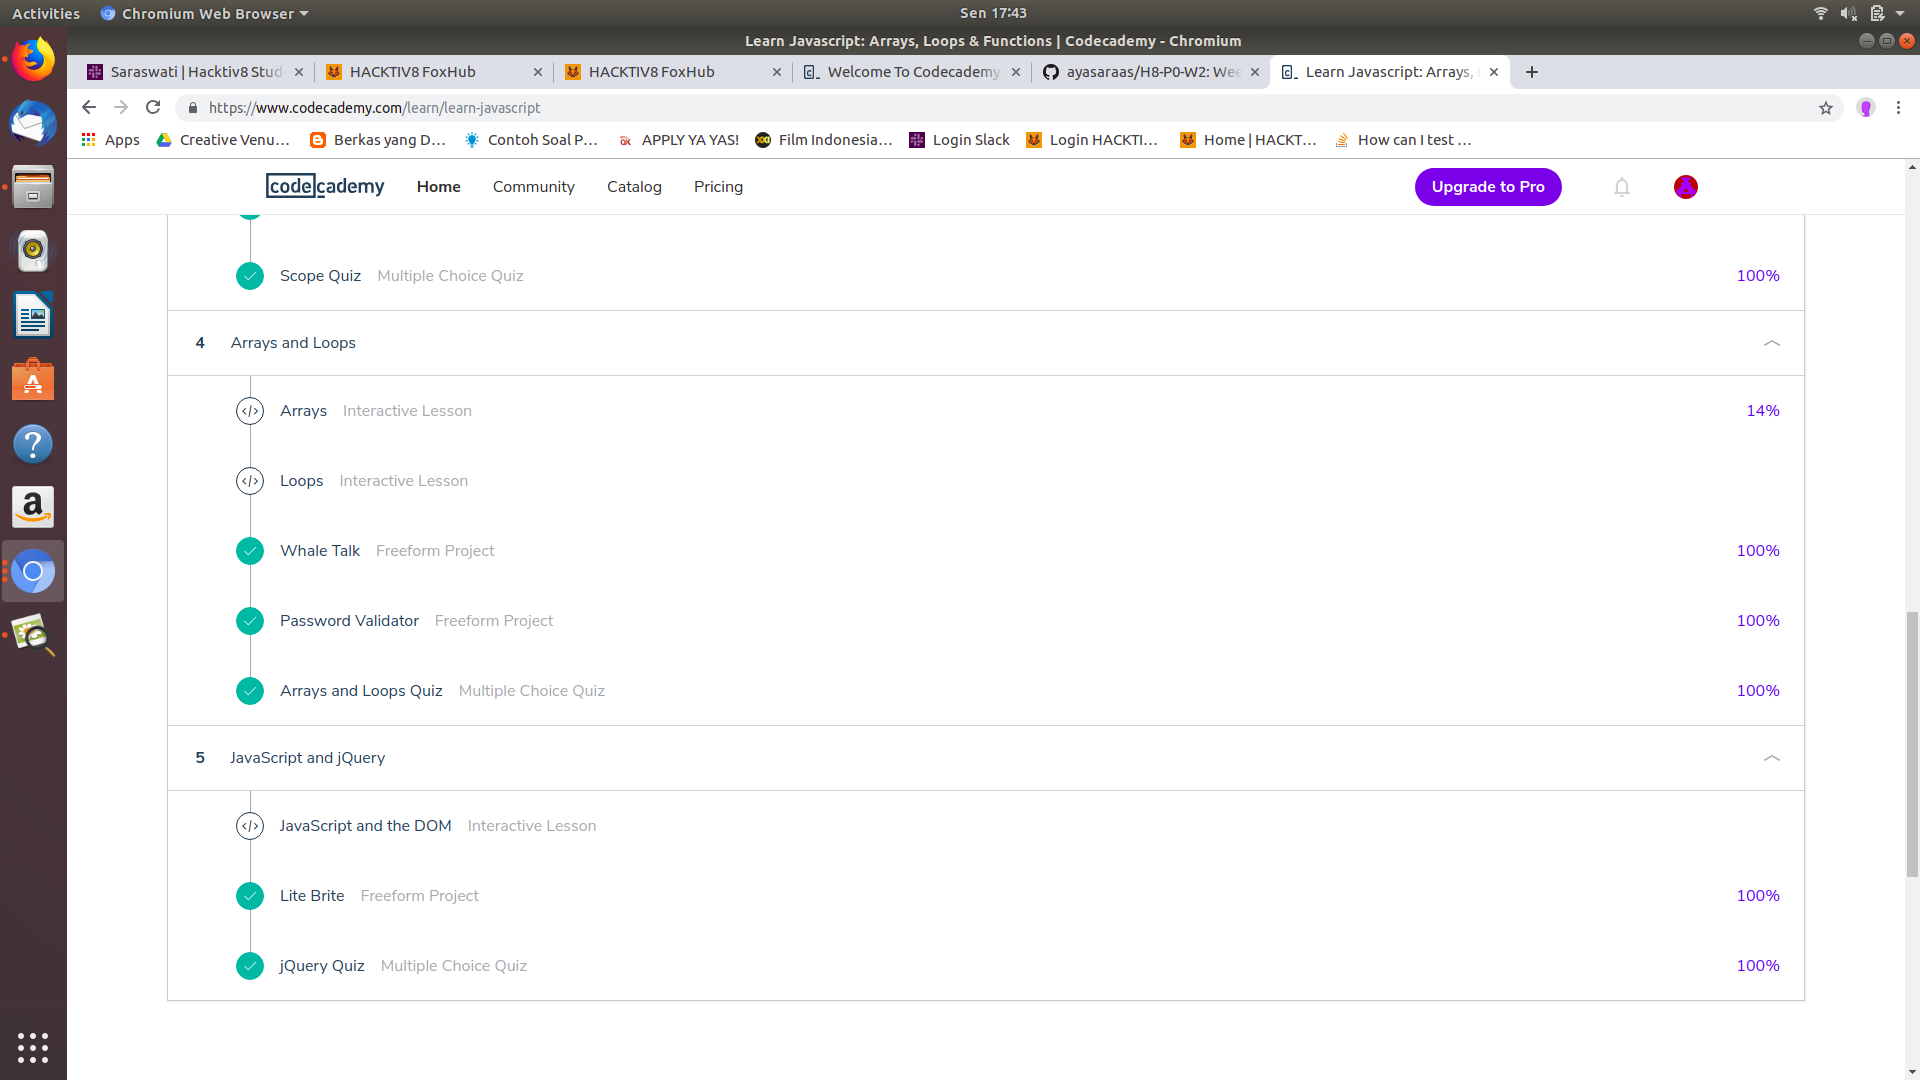 Activities Chromium Web Browser Sen 17:43
Learn Javascript: Arrays, Loops & Functions | Codecademy - Chromium
Saraswati | Hacktiv8 Stud HACKTIV8 FoxHub HACKTIV8 FoxHub Welcome To Codecademy ayasaraas/H8-P0-W2: Wee Learn Javascript: Arrays,
https://www.codecademy.com/learn/learn-javascript
Apps Creative Venu... Berkas yang D... Contoh Soal P... APPLY YA YAS! Film Indonesia... Login Slack Login HACKTI... Home | HACKT... How can I test ...
codecademy Home Community Catalog Pricing Upgrade to Pro
Scope Quiz Multiple Choice Quiz 100%
4 Arrays and Loops
Arrays Interactive Lesson 14%
Loops Interactive Lesson
Whale Talk Freeform Project 100%
Password Validator Freeform Project 100%
Arrays and Loops Quiz Multiple Choice Quiz 100%
5 JavaScript and jQuery
JavaScript and the DOM Interactive Lesson
Lite Brite Freeform Project 100%
jQuery Quiz Multiple Choice Quiz 100%